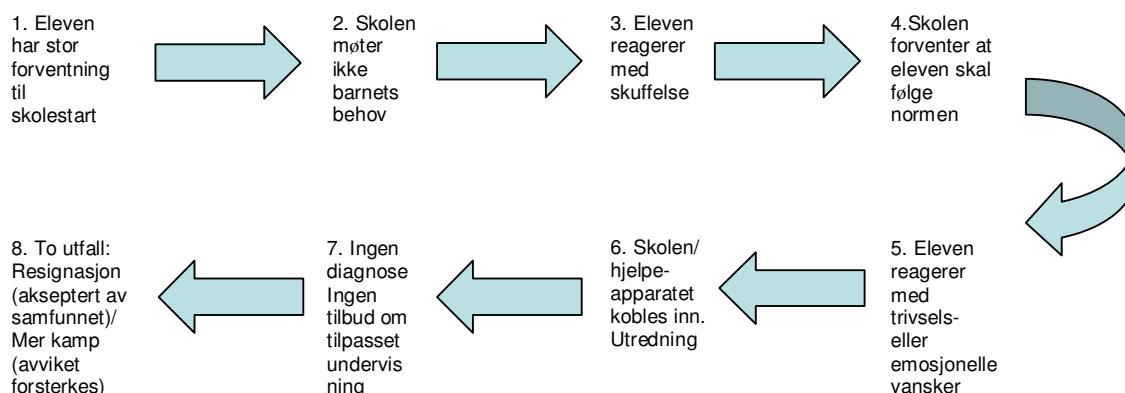 1. Eleven
har stor
forventning
til
skolestart
2. Skolen
møter
ikke
barnets
behov
3. Eleven
reagerer
med
skuffelse
4.Skolen
forventer at
eleven skal
følge
normen
5. Eleven
reagerer
med
trivsels-
eller
emosjonelle
vansker
6. Skolen/
hjelpe-
apparatet
kobles inn.
Utredning
7. Ingen
diagnose
Ingen
tilbud om
tilpasset
undervis
ning
8. To utfall:
Resignasjon
(akseptert av
samfunnet)/
Mer kamp
(avviket
forsterkes)